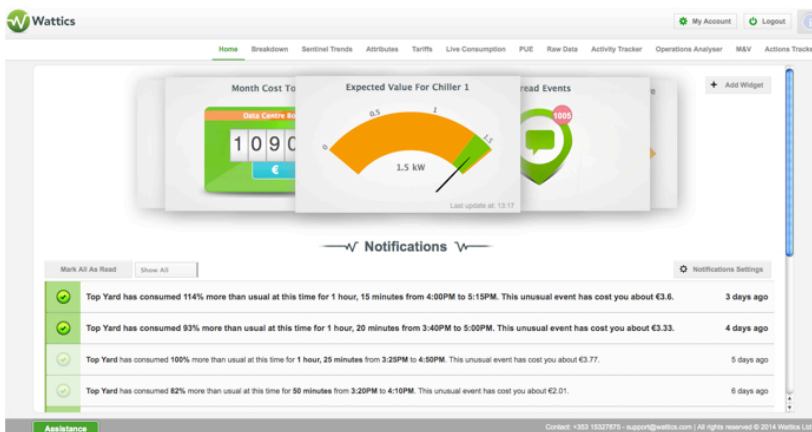 Wattics
My Account
Logout
Home Breakdown Sentinel Trends Attributes Tariffs Live Consumption PUE Raw Data Activity Tracker Operations Analyser M&V Actions Tracke
Month Cost To
Expected Value For Chiller 1
read Events
Add Widget
Data Centre Ro
1090
€
0 0.5 1 1.5
1.5 kW
Last update at: 13:17
1005
Notifications
Mark All As Read
Show All
Notifications Settings
Top Yard has consumed 114% more than usual at this time for 1 hour, 15 minutes from 4:00PM to 5:15PM. This unusual event has cost you about €3.6. 3 days ago
Top Yard has consumed 93% more than usual at this time for 1 hour, 20 minutes from 3:40PM to 5:00PM. This unusual event has cost you about €3.33. 4 days ago
Top Yard has consumed 100% more than usual at this time for 1 hour, 25 minutes from 3:25PM to 4:50PM. This unusual event has cost you about €3.77. 5 days ago
Top Yard has consumed 82% more than usual at this time for 50 minutes from 3:20PM to 4:10PM. This unusual event has cost you about €2.01. 6 days ago
Assistance
Contact: +353 15327875 - support@wattics.com | All rights reserved © 2014 Wattics Ltd